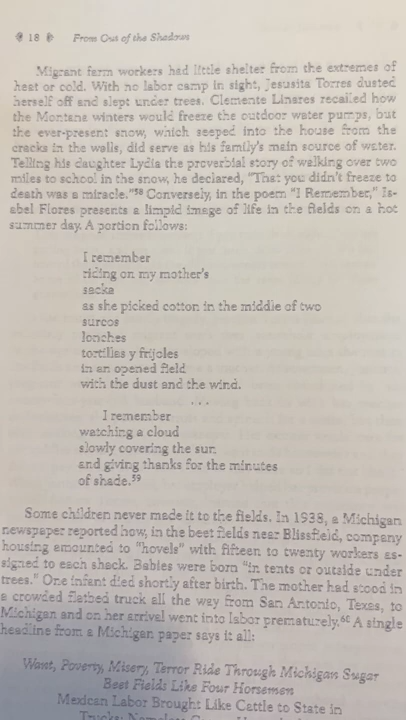 18 From Out of the Shadows
Migrant farm workers had little shelter from the extremes of
heat or cold. With no labor camp in sight, Jesusita Torres dusted
herself off and slept under trees. Clemente Linares recalled how
the Montana winters would freeze the outdoor water pumps, but
the ever-present snow, which seeped into the house from the
cracks in the walls, did serve as his family's main source of water.
Telling his daughter Lydia the proverbial story of walking over two
miles to school in the snow, he declared, "That you didn't freeze to
death was a miracle."58 Conversely, in the poem "I Remember," Is-
abel Flores presents a limpid image of life in the fields on a hot
summer day. A portion follows:
I remember
riding on my mother's
sacks
as she picked cotton in the middle of two
surcos
lonches
tortillas y frijoles
in an opened field
with the dust and the wind.
...
I remember
watching a cloud
slowly covering the sun
and giving thanks for the minutes
of shade.59
Some children never made it to the fields. In 1938, a Michigan
newspaper reported how, in the beet fields near Blissfield, company
housing amounted to "hovels" with fifteen to twenty workers as-
signed to each shack. Babies were born "in tents or outside under
trees." One infant died shortly after birth. The mother had stood in
a crowded flatbed truck all the way from San Antonio, Texas, to
Michigan and on her arrival went into labor prematurely.60 A single
headline from a Michigan paper says it all:
Want, Poverty, Misery, Terror Ride Through Michigan Sugar
Beet Fields Like Four Horsemen
Mexican Labor Brought Like Cattle to State in